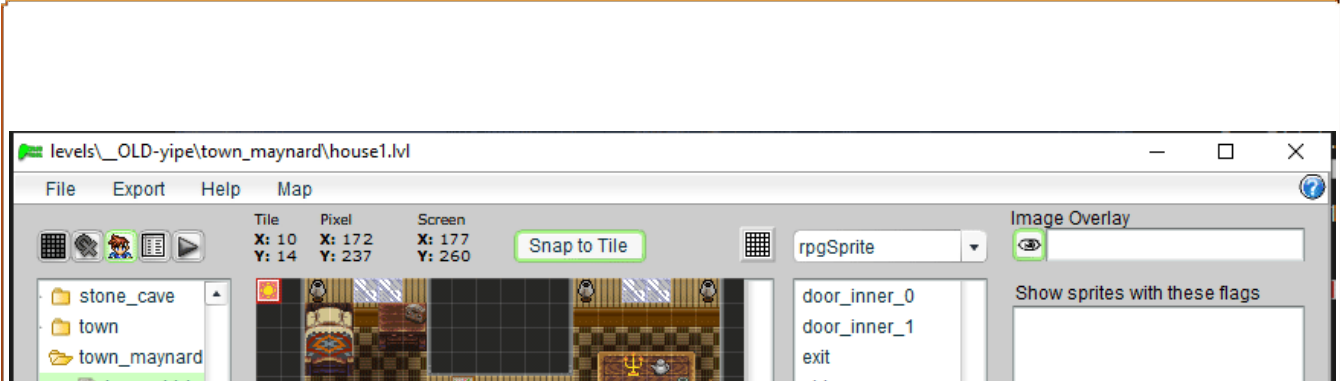 levels\__OLD-yipe\town_maynard\house1.lvl
File Export Help Map
Tile Pixel Screen
X: 10 X: 172 X: 177
Y: 14 Y: 237 Y: 260
Snap to Tile
rpgSprite
Image Overlay
stone_cave
town
town_maynard
door_inner_0
door_inner_1
exit
Show sprites with these flags